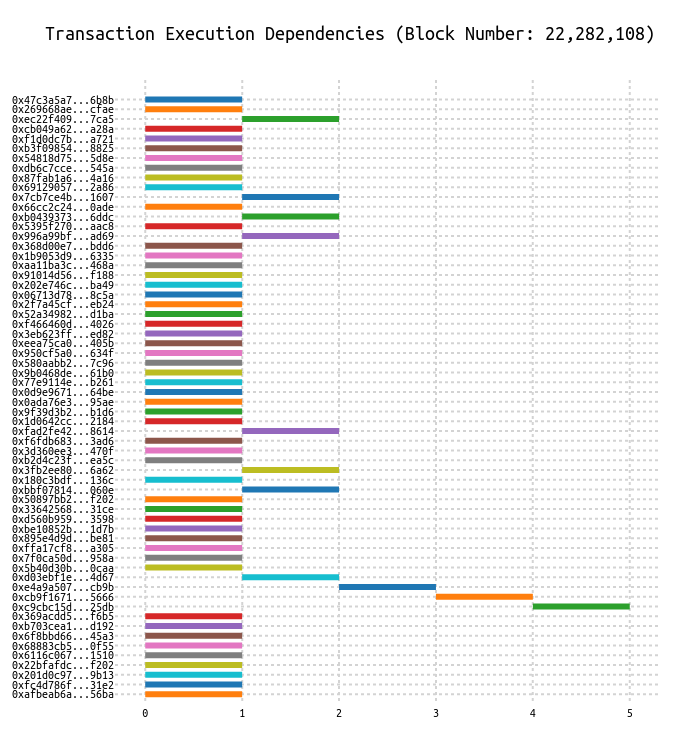 Transaction Execution Dependencies (Block Number: 22,282,108)
0x47c3a5a7...6b8b
0x269668ae...cfae
0xec22f409...7ca5
0xcb049a62...a28a
0xf1d0dc7b...a721
0xb3f09854...8825
0x54818d75...5d8e
0xdb6c7cce...545a
0x87fab1a6...4a16
0x69129057...2a86
0x7cb7ce4b...1607
0x66cc2c24...0ade
0xb0439373...6ddc
0x5395f270...aac8
0x996a99bf...ad69
0x368d00e7...bdd6
0x1b9053d9...6335
0xaa11ba3c...468a
0x91014d56...f188
0x202e746c...ba49
0x06713d78...8c5a
0x2f7a45cf...eb24
0x52a34982...d1ba
0xf466460d...4026
0x3eb623ff...ed82
0xeea75ca0...405b
0x950cf5a0...634f
0x580aabb2...7c96
0x9b0468de...61b0
0x77e9114e...b261
0x0d9e9671...64be
0x0ada76e3...95ae
0x9f39d3b2...b1d6
0x1d0642cc...2184
0xfad2fe42...8614
0xf6fdb683...3ad6
0x3d360ee3...470f
0xb2d4c23f...ea5c
0x3fb2ee80...6a62
0x180c3bdf...136c
0xbbf07814...060e
0x50897bb2...f202
0x33642568...31ce
0xd560b959...3598
0xbe10852b...1d7b
0x895e4d9d...be81
0xffa17cf8...a305
0x7f0ca50d...958a
0x5b40d30b...0caa
0xd03ebf1e...4d67
0xe4a9a507...cb9b
0xcb9f1671...5666
0xc9cbc15d...25db
0x369acdd5...f6b5
0xb703cea1...d192
0x6f8bbd66...45a3
0x68883cb5...0f55
0x6116c067...1510
0x22bfafdc...f202
0x201d0c97...9b13
0xfc4d786f...31e2
0xafbeab6a...56ba
0 1 2 3 4 5